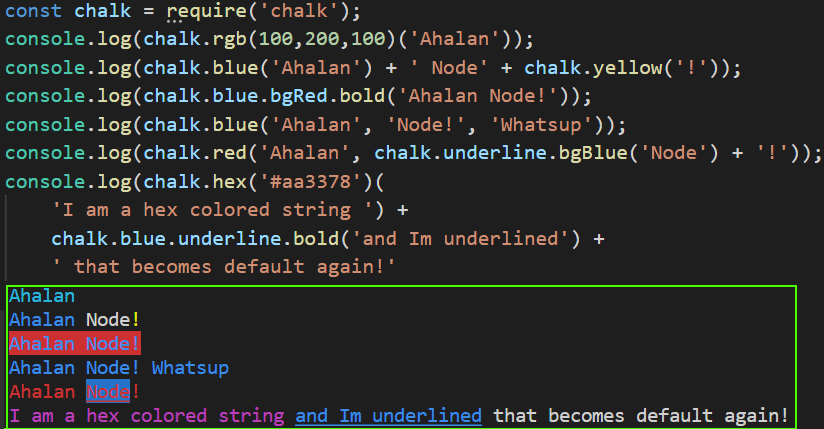 const chalk = require('chalk');
console.log(chalk.rgb(100,200,100)('Ahalan'));
console.log(chalk.blue('Ahalan') + ' Node' + chalk.yellow('!'));
console.log(chalk.blue.bgRed.bold('Ahalan Node!'));
console.log(chalk.blue('Ahalan', 'Node!', 'Whatsup'));
console.log(chalk.red('Ahalan', chalk.underline.bgBlue('Node') + '!'));
console.log(chalk.hex('#aa3378')(
    'I am a hex colored string ') +
    chalk.blue.underline.bold('and Im underlined') +
    ' that becomes default again!'
Ahalan
Ahalan Node!
Ahalan Node!
Ahalan Node! Whatsup
Ahalan Node!
I am a hex colored string and Im underlined that becomes default again!